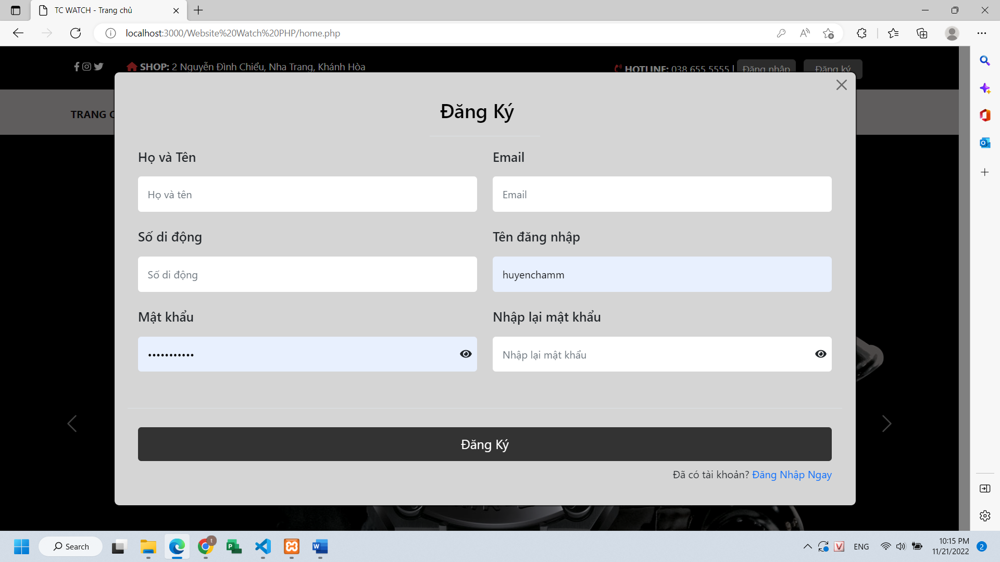 TC WATCH - Trang chủ
localhost:3000/Website%20Watch%20PHP/home.php
SHOP: 2 Nguyễn Đình Chiểu, Nha Trang, Khánh Hòa
HOTLINE: 038 655 5555 | Đăng nhập Đăng ký
TRANG C
Đăng Ký
Họ và Tên
Email
Họ và tên
Email
Số di động
Tên đăng nhập
Số di động
huyenchamm
Mật khẩu
Nhập lại mật khẩu
•••••••••••
Nhập lại mật khẩu
Đăng Ký
Đã có tài khoản? Đăng Nhập Ngay
Search
ENG
10:15 PM
11/21/2022
2